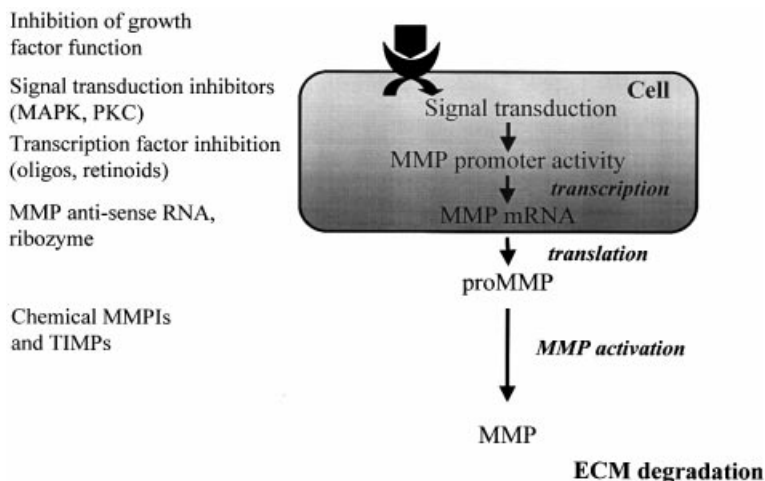 Inhibition of growth
factor function
Signal transduction inhibitors
(MAPK, PKC)
Transcription factor inhibition
(oligos, retinoids)
MMP anti-sense RNA,
ribozyme
Chemical MMPIs
and TIMPs
Cell
Signal transduction
MMP promoter activity
transcription
MMP mRNA
translation
proMMP
MMP activation
MMP
ECM degradation